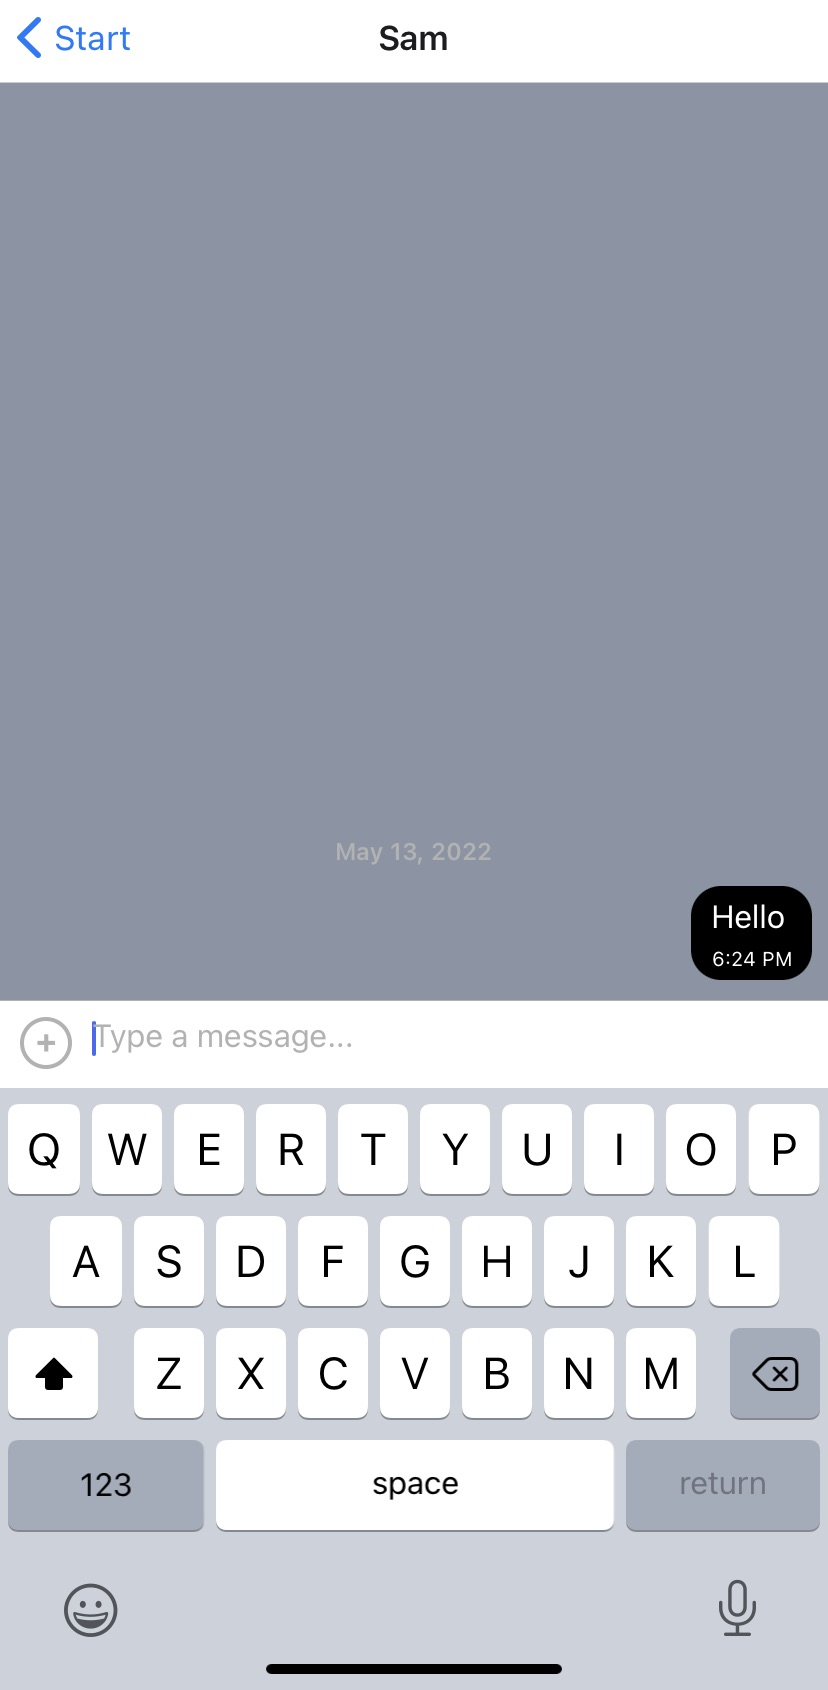 Start
Sam
May 13, 2022
Hello
6:24 PM
Type a message...
Q W E R T Y U I O P
A S D F G H J K L
Z X C V B N M
123 space return